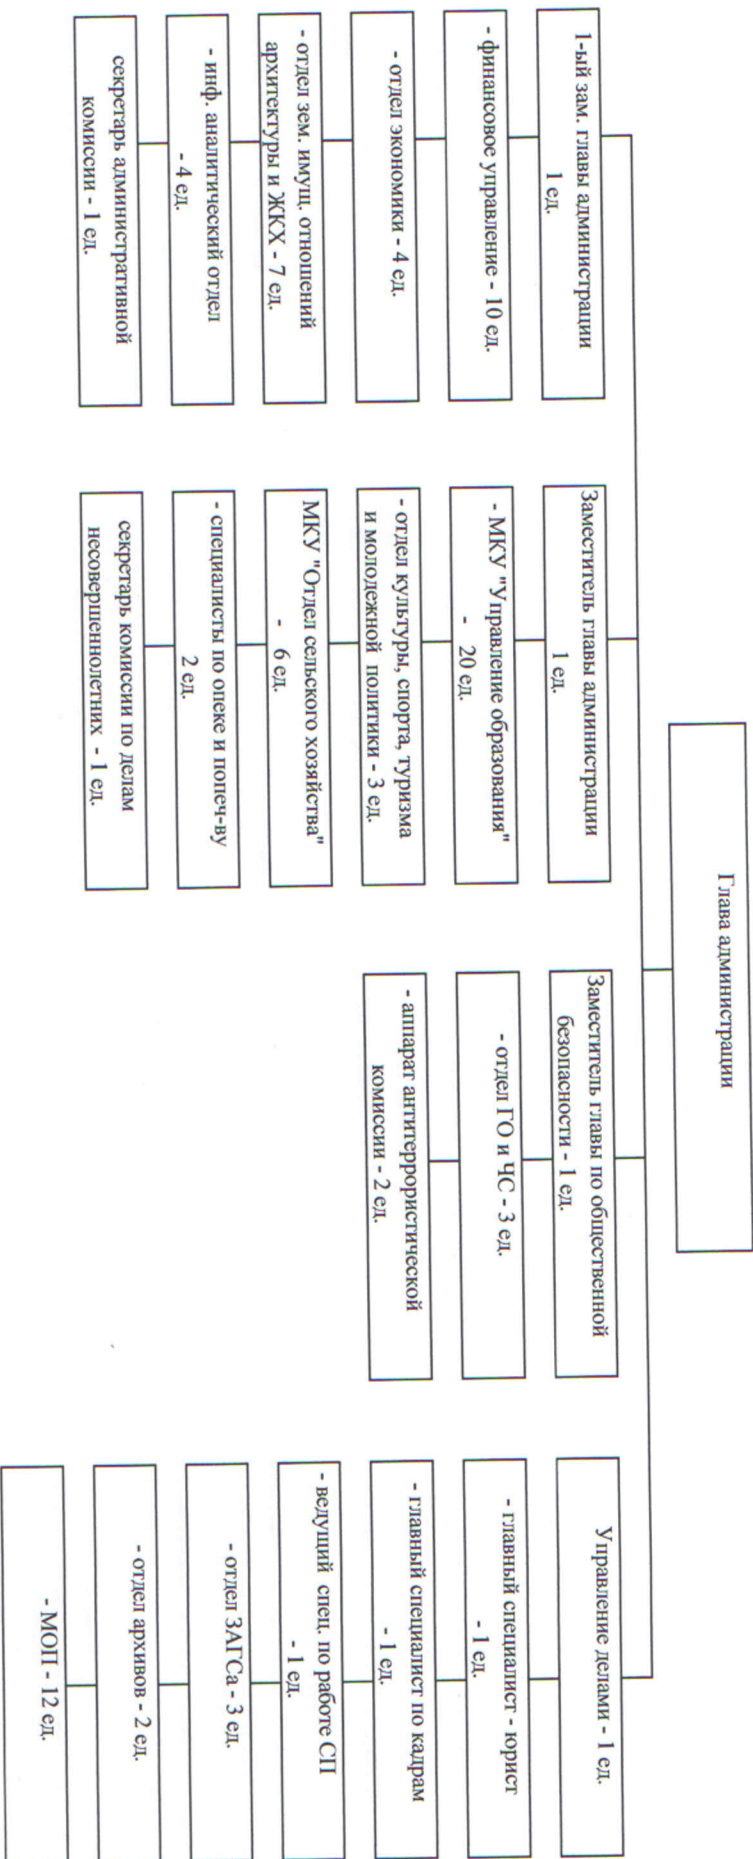 Глава администрации
1-ый зам. главы администрации
1 ед.
- финансовое управление - 10 ед.
- отдел экономики - 4 ед.
- отдел зем. имущ. отношений
архитектуры и ЖКХ - 7 ед.
- инф. аналитический отдел
- 4 ед.
секретарь административной
комиссии - 1 ед.
Заместитель главы администрации
1 ед.
- МКУ "Управление образования"
- 20 ед.
- отдел культуры, спорта, туризма
и молодежной политики - 3 ед.
МКУ "Отдел сельского хозяйства"
- 6 ед.
- специалисты по опеке и попеч-ву
2 ед.
секретарь комиссии по делам
несовершеннолетних - 1 ед.
Заместитель главы по общественной
безопасности - 1 ед.
- отдел ГО и ЧС - 3 ед.
- аппарат антитеррористической
комиссии - 2 ед.
Управление делами - 1 ед.
- главный специалист - юрист
- 1 ед.
- главный специалист по кадрам
- 1 ед.
- ведущий спец. по работе СП
- 1 ед.
- отдел ЗАГСа - 3 ед.
- отдел архивов - 2 ед.
- МОП - 12 ед.